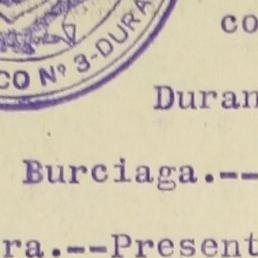 CO Nº 3-DURA
co
Duran
Burciaga.--
ra.--Present